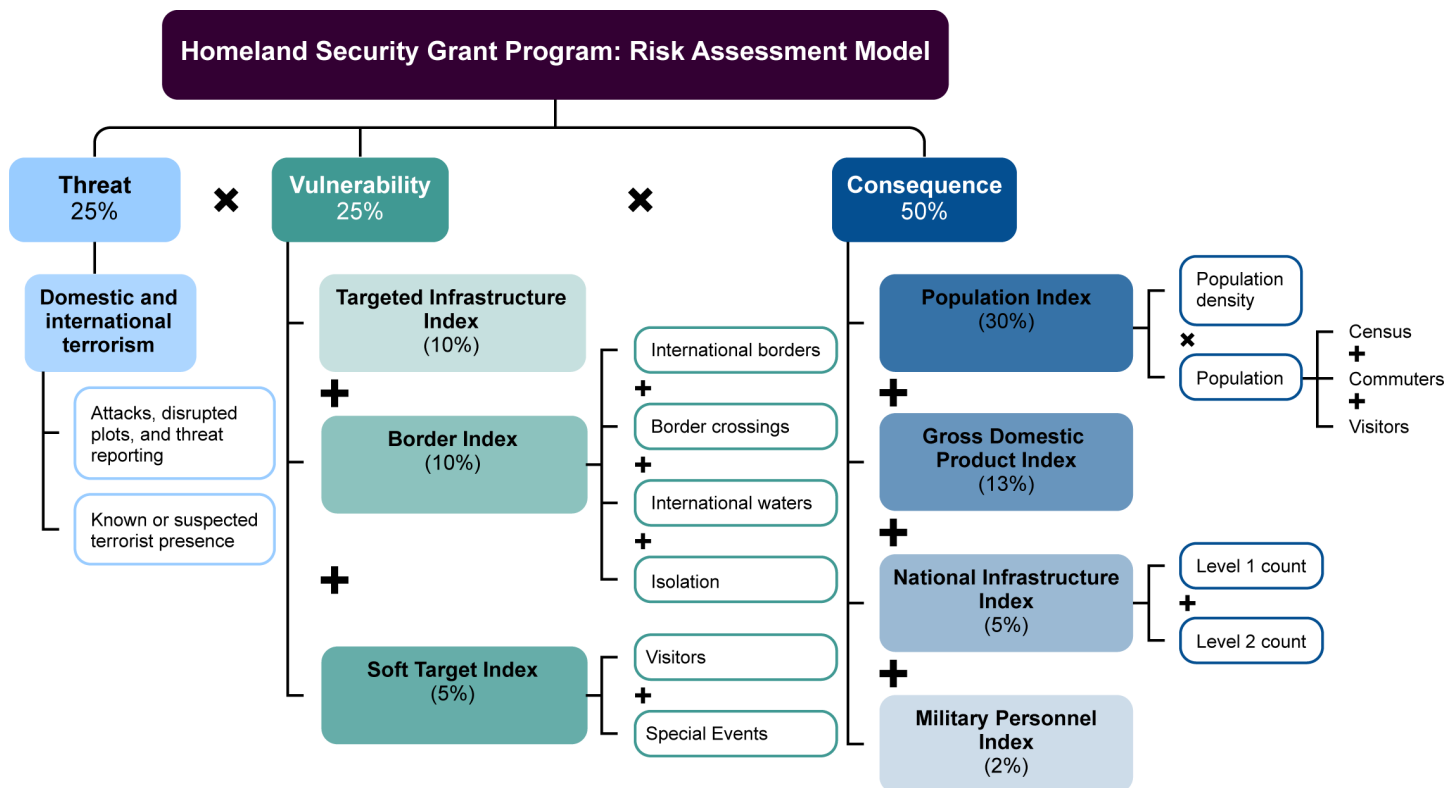 Homeland Security Grant Program: Risk Assessment Model
Threat
25%
Domestic and
international
terrorism
Attacks, disrupted
plots, and threat
reporting
Known or suspected
terrorist presence
Vulnerability
25%
Targeted Infrastructure
Index
(10%)
Border Index
(10%)
International borders
+
Border crossings
+
International waters
+
Isolation
Soft Target Index
(5%)
Visitors
+
Special Events
Consequence
50%
Population Index
(30%)
Population
density
×
Population
Census
+
Commuters
+
Visitors
Gross Domestic
Product Index
(13%)
National Infrastructure
Index
(5%)
Level 1 count
+
Level 2 count
Military Personnel
Index
(2%)